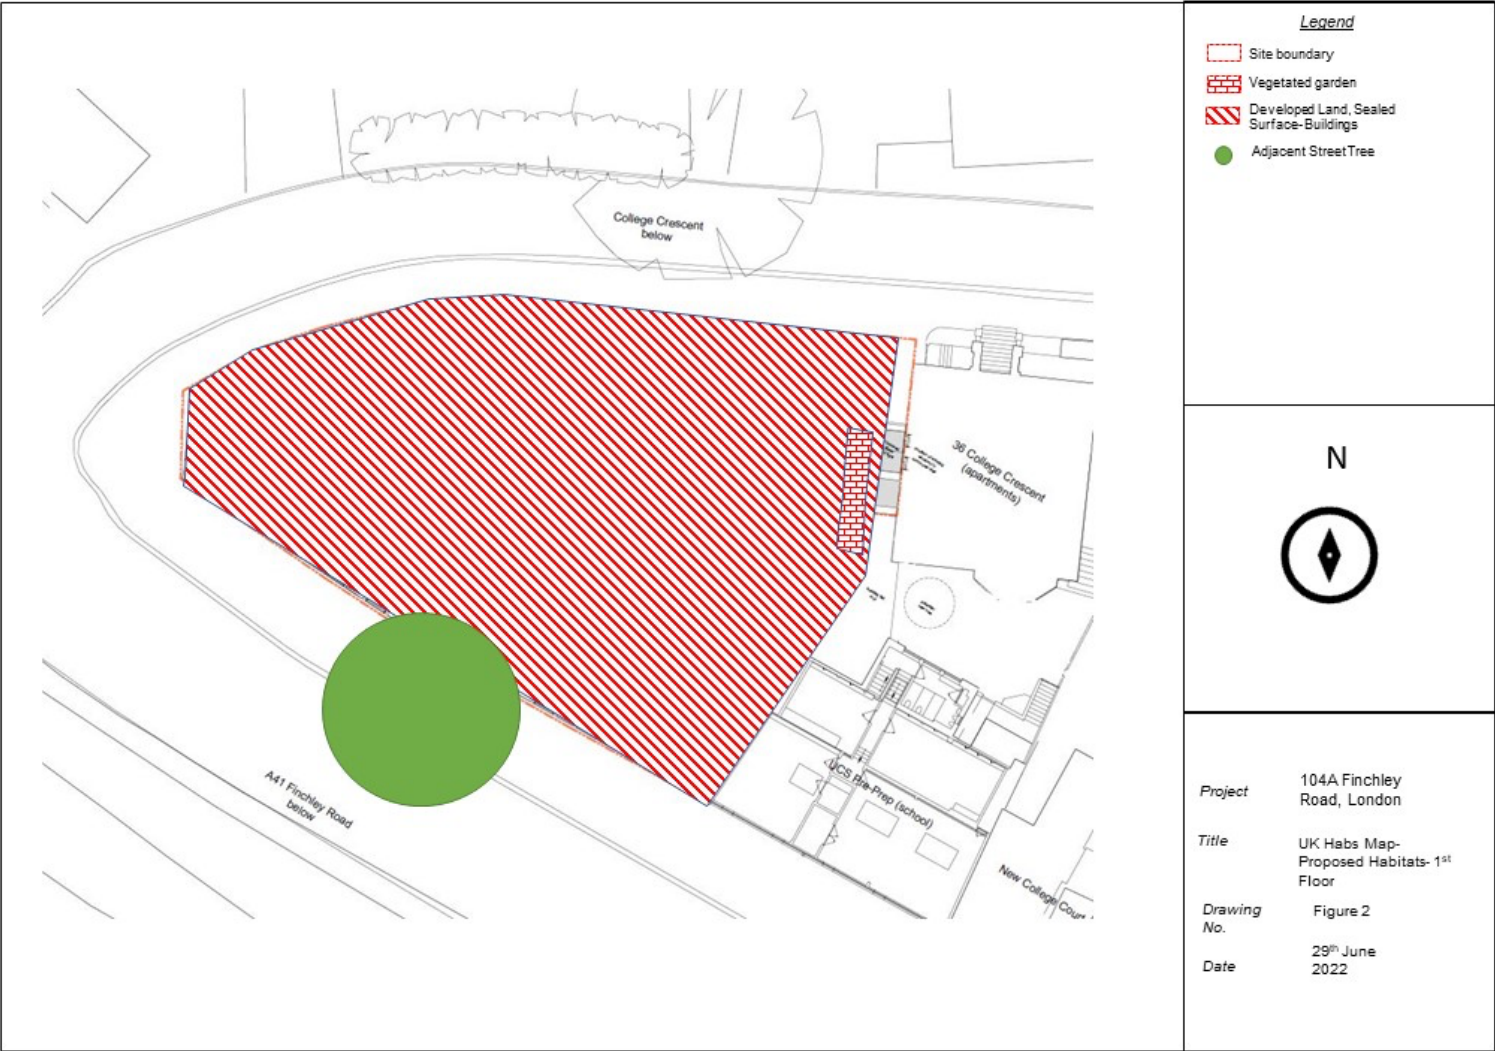 College Crescent
below
36 College Crescent
(apartments)
A41 Finchley Road
below
UCS Pre-Prep (school)
New College Court
Legend
Site boundary
Vegetated garden
Developed Land, Sealed
Surface-Buildings
Adjacent Street Tree
N
Project
104A Finchley
Road, London
Title
UK Habs Map-
Proposed Habitats- 1st
Floor
Drawing
No.
Figure 2
Date
29th June
2022